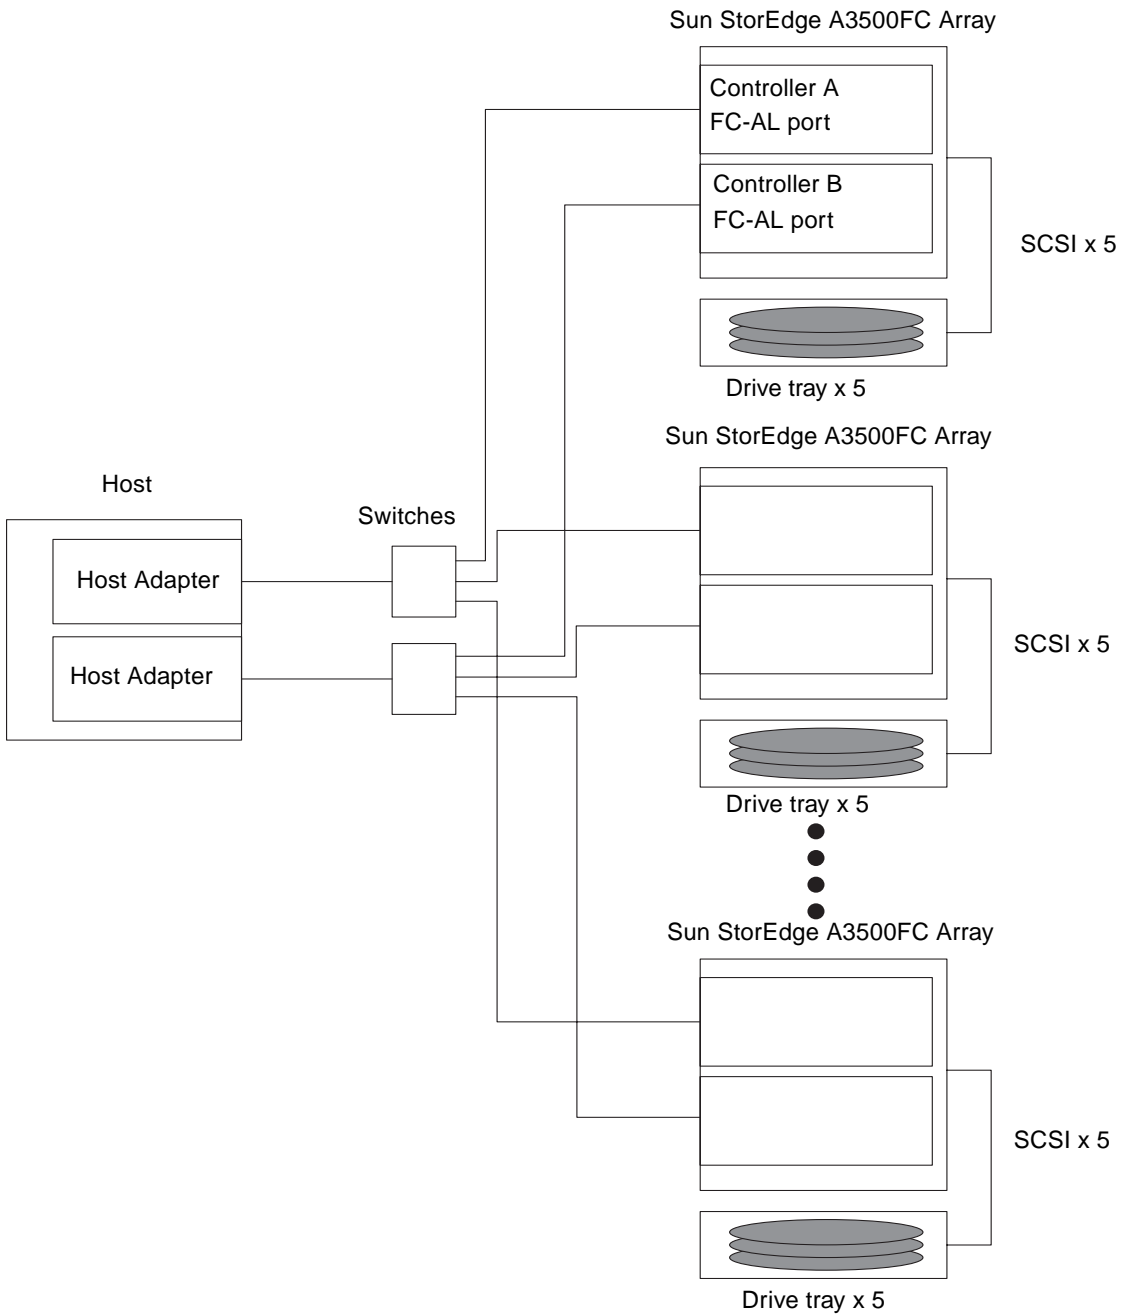 Sun StorEdge A3500FC Array
Controller A
FC-AL port
Controller B
FC-AL port
SCSI x 5
Drive tray x 5
Sun StorEdge A3500FC Array
Host
Switches
Host Adapter
Host Adapter
SCSI x 5
Drive tray x 5
Sun StorEdge A3500FC Array
SCSI x 5
Drive tray x 5